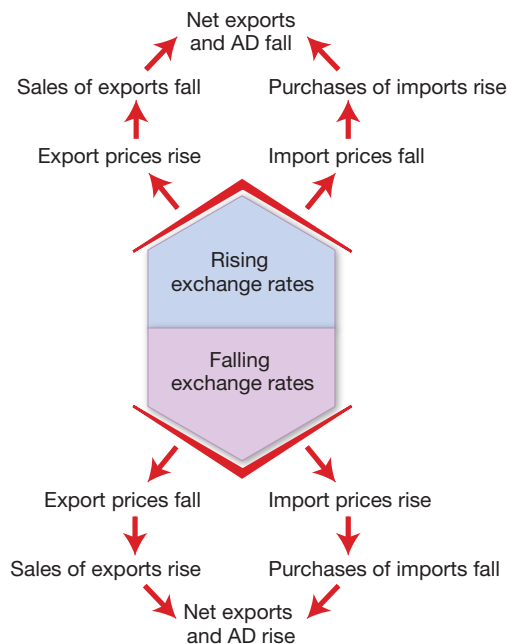 Net exports
and AD fall
Sales of exports fall
Purchases of imports rise
Export prices rise
Import prices fall
Rising
exchange rates
Falling
exchange rates
Export prices fall
Import prices rise
Sales of exports rise
Purchases of imports fall
Net exports
and AD rise